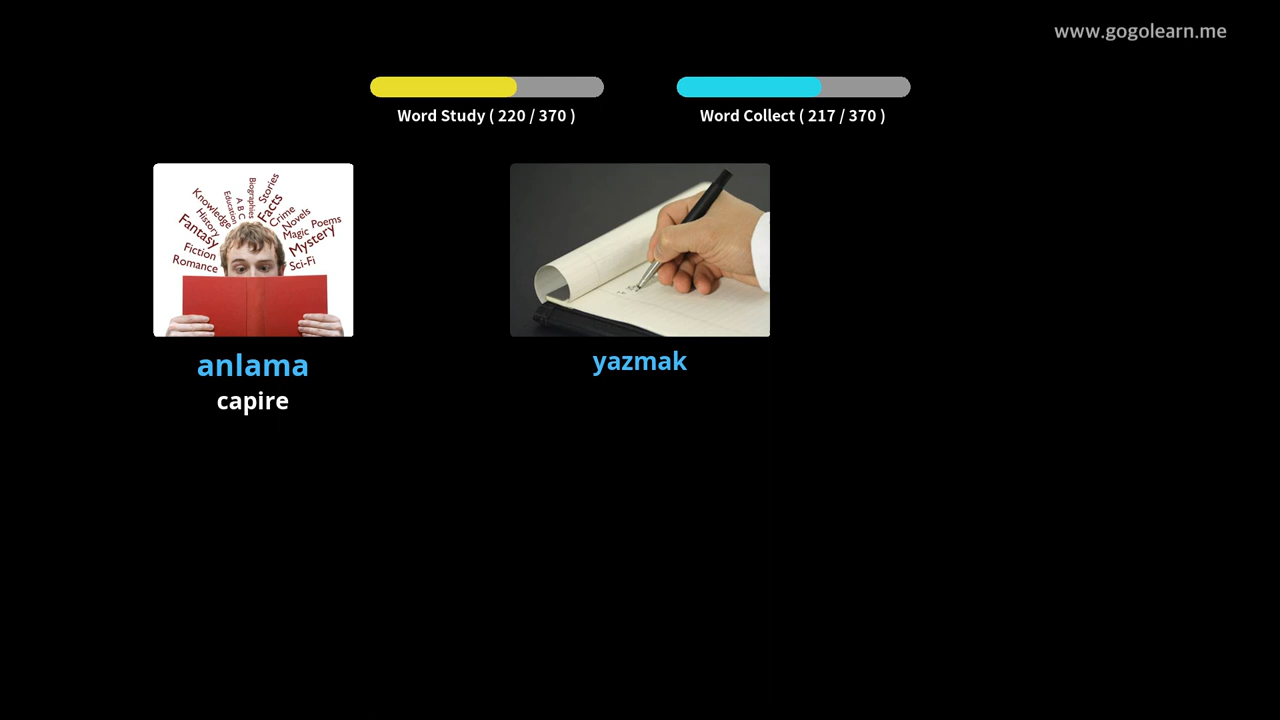 www.gogolearn.me
Word Study ( 220 / 370 )
Word Collect ( 217 / 370 )
Stories
Biographies
Facts
A B C
Education
Knowledge
Crime
History
Novels
Fantasy
Magic
Poems
Mystery
Fiction
Romance
Sci-Fi
anlama
capire
yazmak